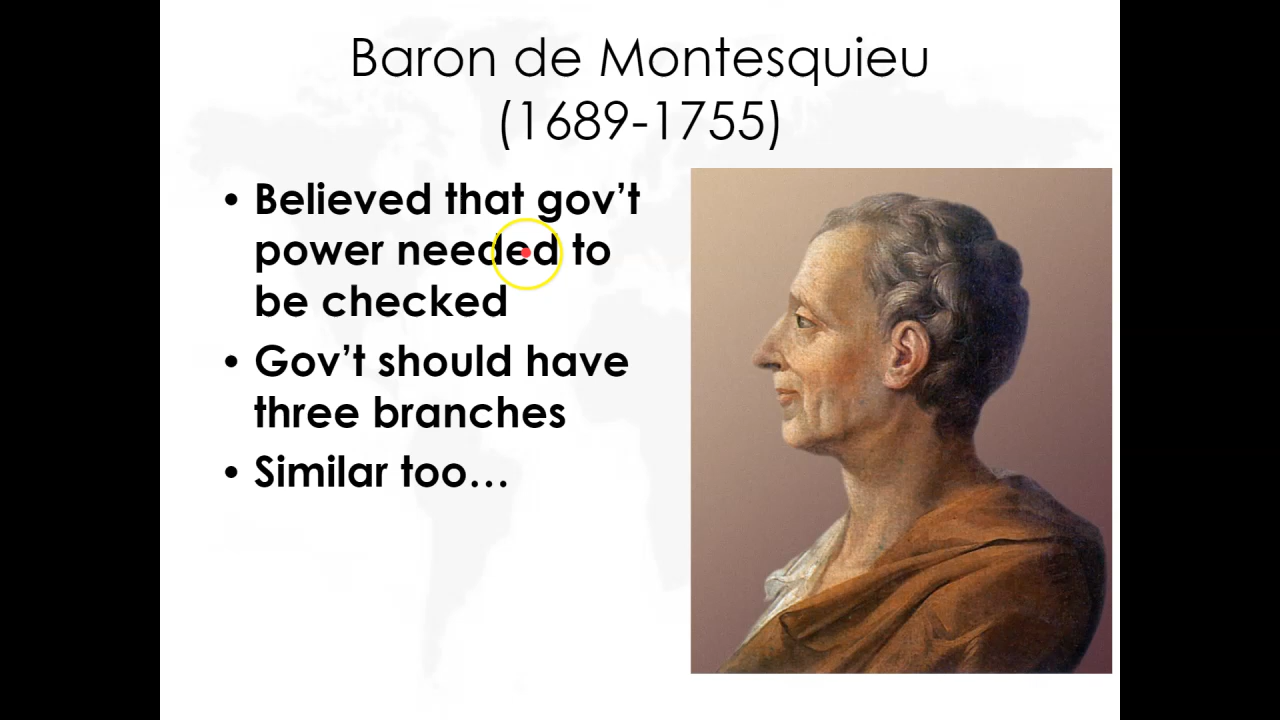 Baron de Montesquieu
(1689-1755)
• Believed that gov’t
power needed to
be checked
• Gov’t should have
three branches
• Similar too…